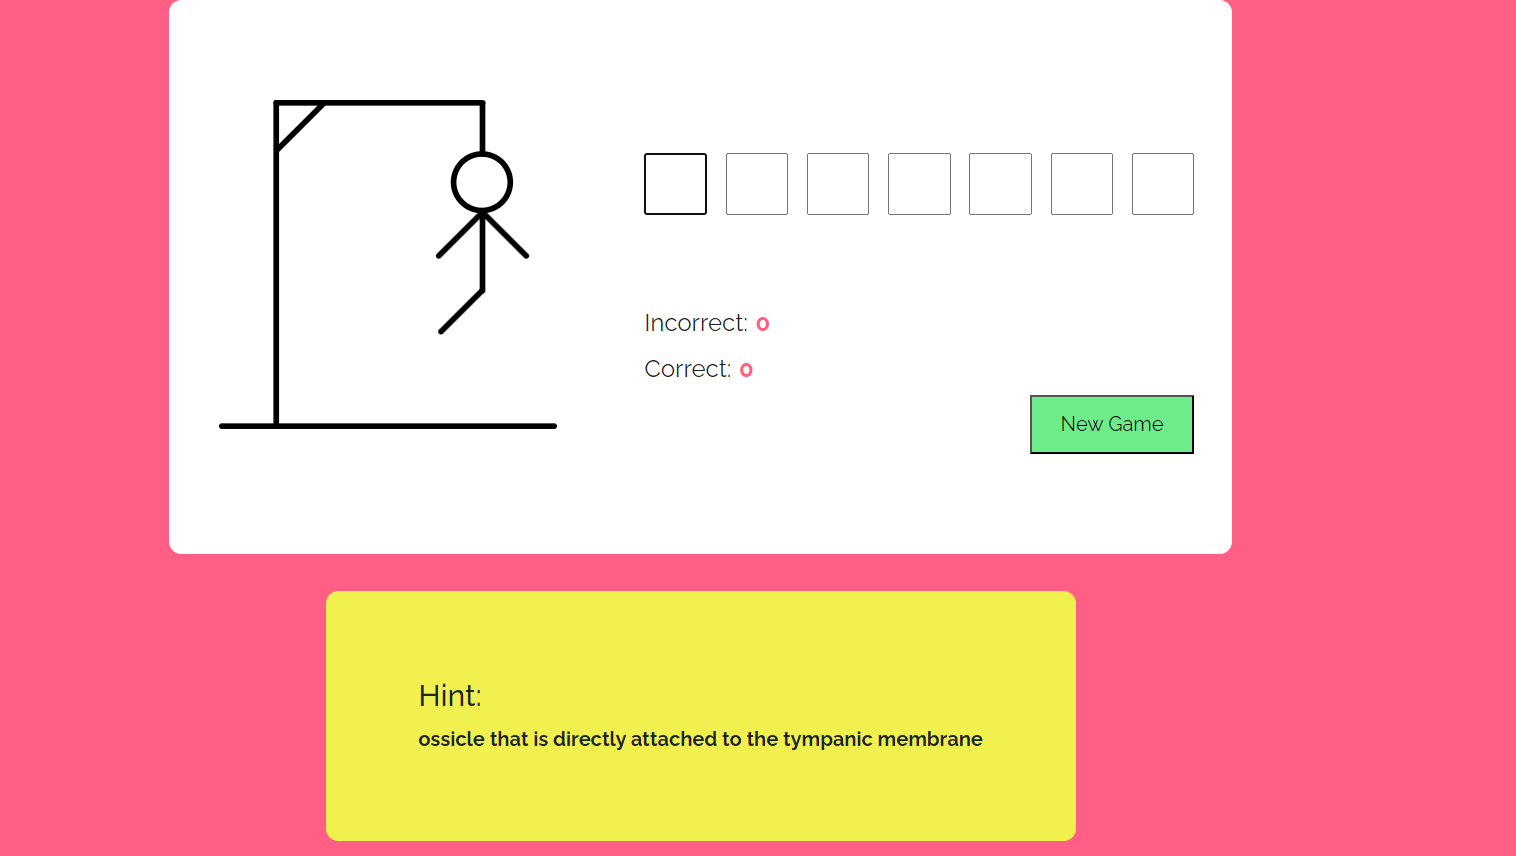 Incorrect: 0
Correct: 0
New Game
Hint:
ossicle that is directly attached to the tympanic membrane